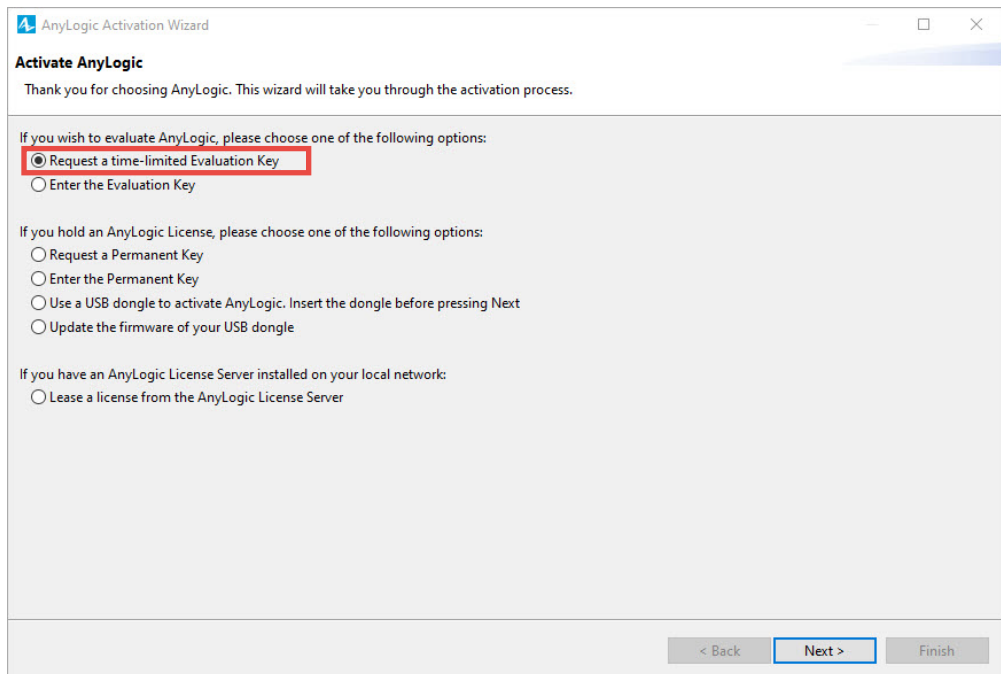 AnyLogic Activation Wizard
Activate AnyLogic
Thank you for choosing AnyLogic. This wizard will take you through the activation process.
If you wish to evaluate AnyLogic, please choose one of the following options:
Request a time-limited Evaluation Key
Enter the Evaluation Key
If you hold an AnyLogic License, please choose one of the following options:
Request a Permanent Key
Enter the Permanent Key
Use a USB dongle to activate AnyLogic. Insert the dongle before pressing Next
Update the firmware of your USB dongle
If you have an AnyLogic License Server installed on your local network:
Lease a license from the AnyLogic License Server
< Back Next > Finish